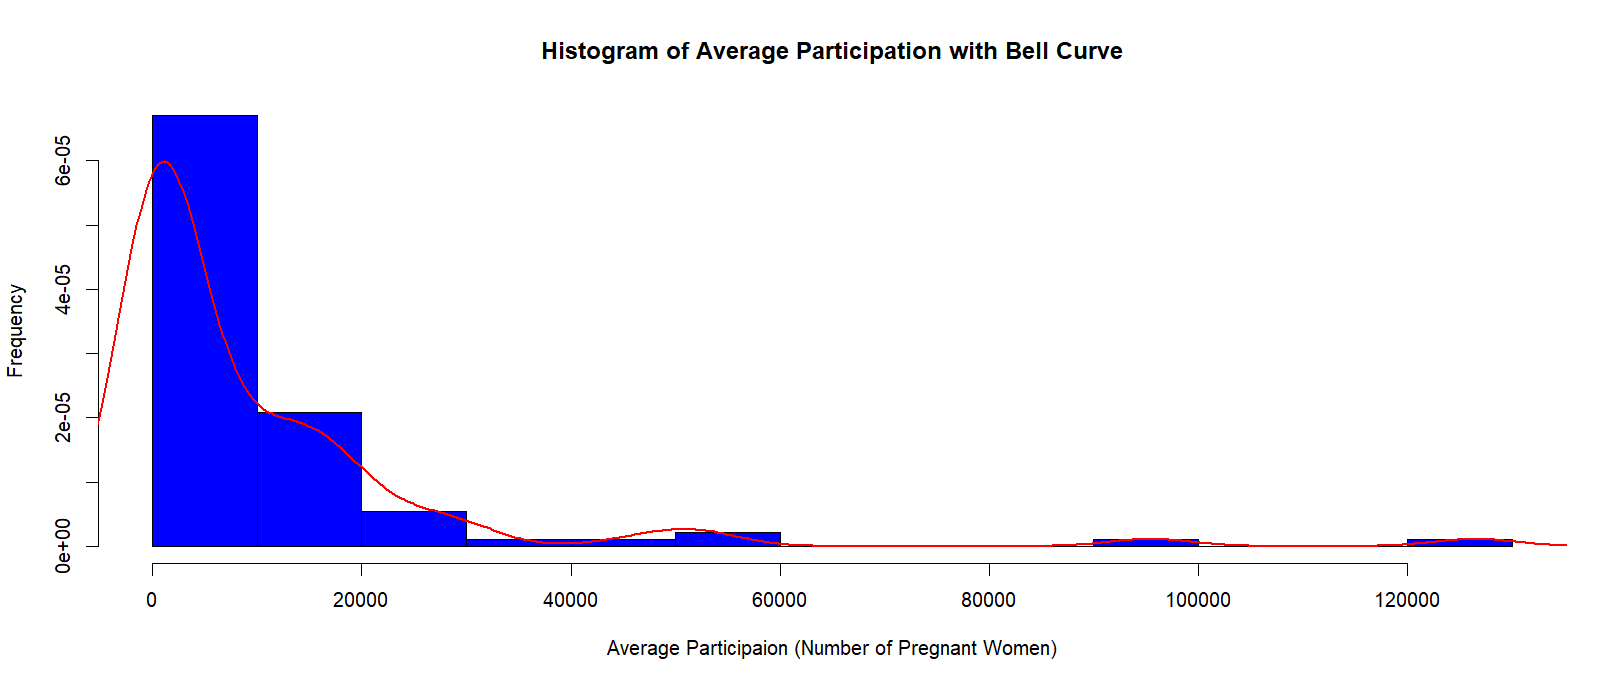 Histogram of Average Participation with Bell Curve
Frequency
6e-05
4e-05
2e-05
0e+00
0 20000 40000 60000 80000 100000 120000
Average Participaion (Number of Pregnant Women)